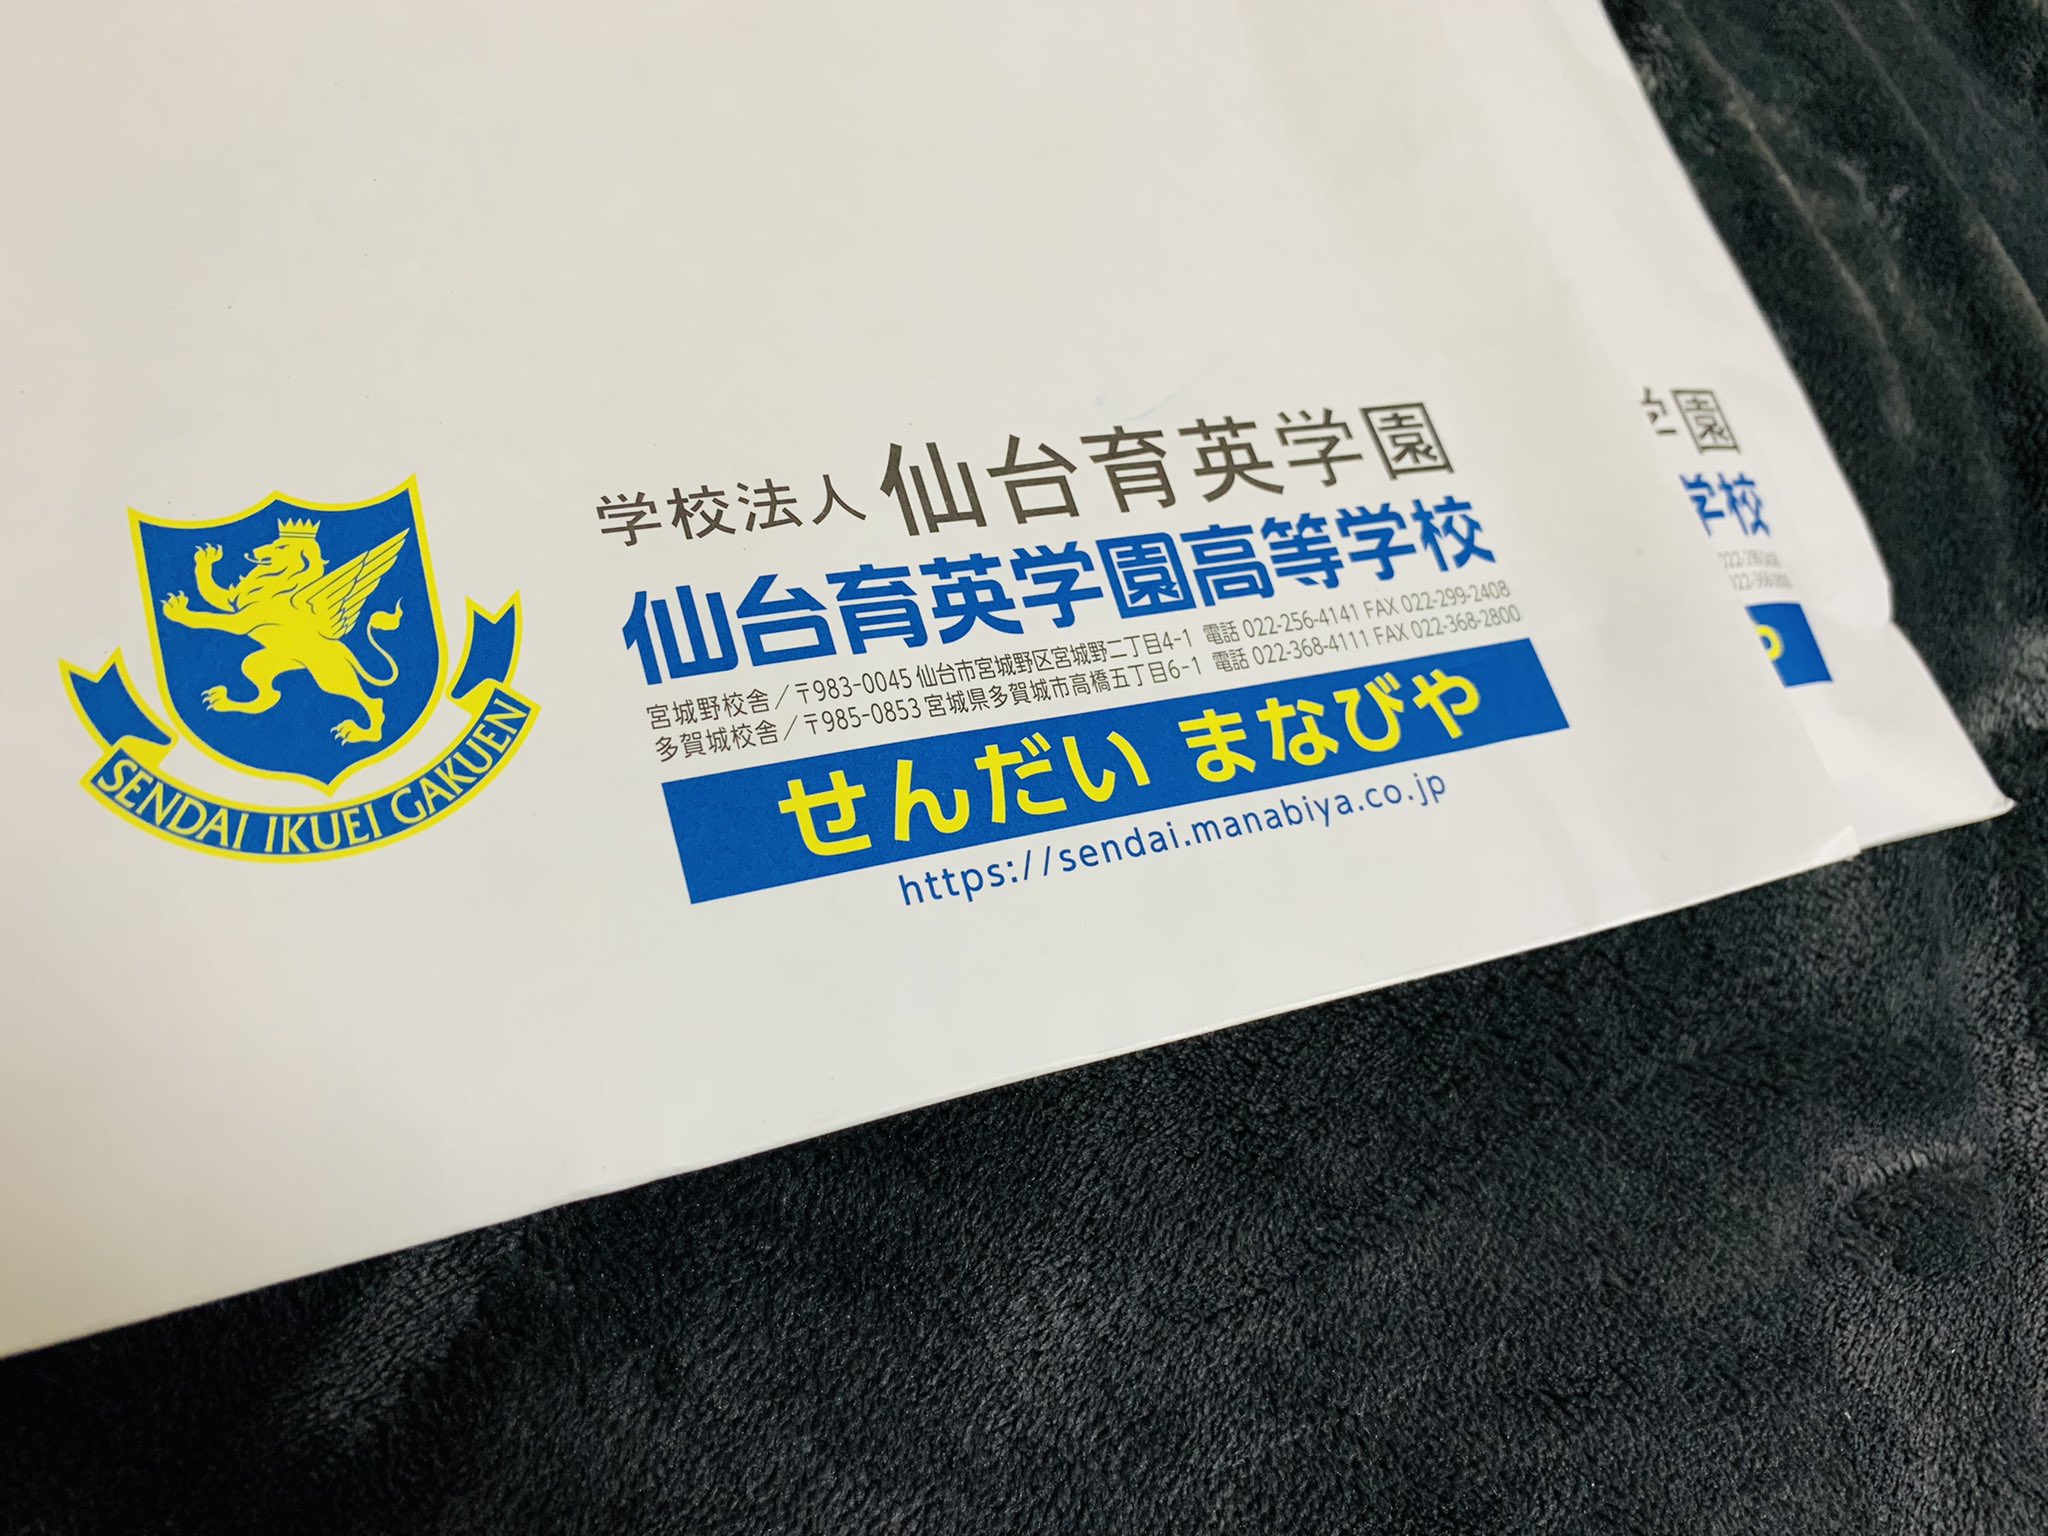 SENDAI IKUEI GAKUEN
学校法人 仙台育英学園
仙台育英学園高等学校
宮城野校舎／〒983-0045 仙台市宮城野区宮城野二丁目4-1 電話 022-256-4141 FAX 022-299-2408
多賀城校舎／〒985-0853 宮城県多賀城市高橋五丁目6-1 電話 022-368-4111 FAX 022-368-2800
せんだい まなびや
https://sendai.manabiya.co.jp
園
学校